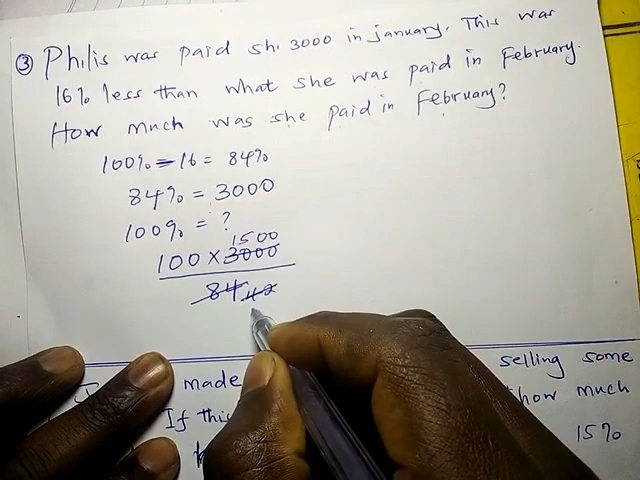 ③ Philis was paid sh. 3000 in january. This was
16% less than what she was paid in February.
How much was she paid in February?
100% - 16 = 84%
84% = 3000
100% = ?
1500
100 × 3000
84 42
made selling some
If this how much
15%